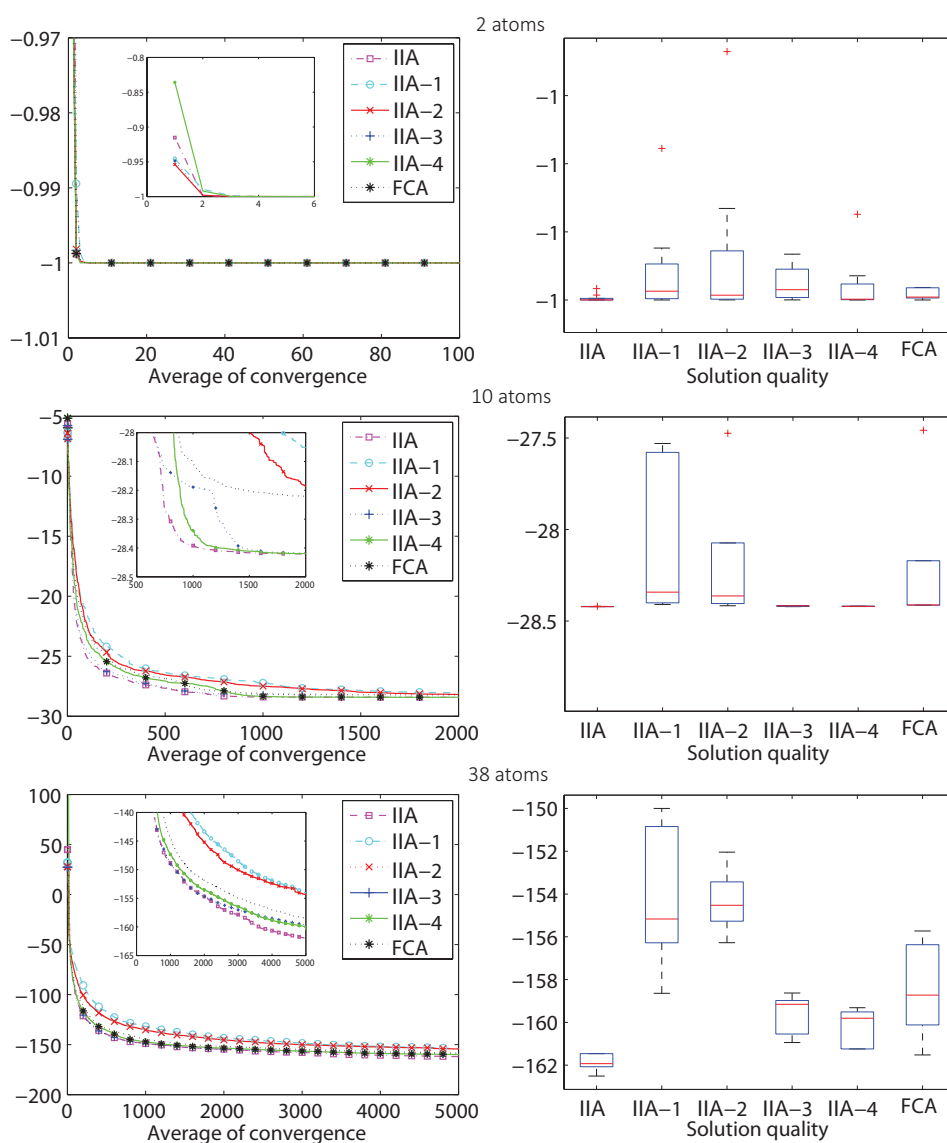 2 atoms
−0.97
−0.98
−0.99
−1
−1.01
0 20 40 60 80 100
Average of convergence
−0.8
−0.85
−0.9
−0.95
−1
0 2 4 6
IIA
IIA−1
IIA−2
IIA−3
IIA−4
FCA
−1
−1
−1
−1
IIA IIA−1 IIA−2 IIA−3 IIA−4 FCA
Solution quality
10 atoms
−5
−10
−15
−20
−25
−30
0 500 1000 1500 2000
Average of convergence
−28
−28.1
−28.2
−28.3
−28.4
−28.5
500 1000 1500 2000
IIA
IIA−1
IIA−2
IIA−3
IIA−4
FCA
−27.5
−28
−28.5
IIA IIA−1 IIA−2 IIA−3 IIA−4 FCA
Solution quality
38 atoms
100
50
0
−50
−100
−150
−200
0 1000 2000 3000 4000 5000
Average of convergence
−140
−145
−150
−155
−160
−165
0 1000 2000 3000 4000 5000
IIA
IIA−1
IIA−2
IIA−3
IIA−4
FCA
−150
−152
−154
−156
−158
−160
−162
IIA IIA−1 IIA−2 IIA−3 IIA−4 FCA
Solution quality